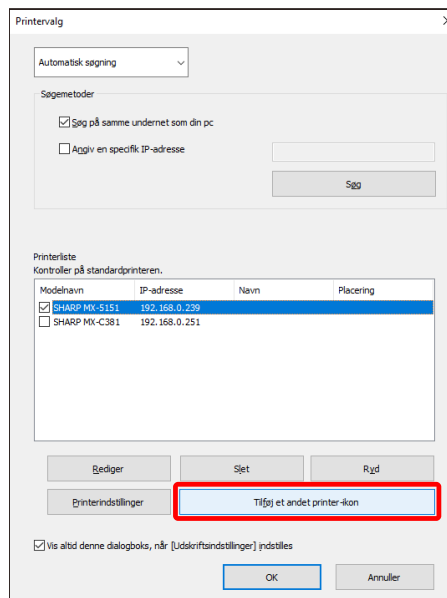 Printervalg
Automatisk søgning
Søgemetoder
Søg på samme undernet som din pc
Angiv en specifik IP-adresse
Søg
Printerliste
Kontroller på standardprinteren.
Modelnavn IP-adresse Navn Placering
SHARP MX-5151 192.168.0.239
SHARP MX-C381 192.168.0.251
Rediger Slet Ryd
Printerindstillinger Tilføj et andet printer-ikon
Vis altid denne dialogboks, når [Udskriftsindstillinger] indstilles
OK Annuller